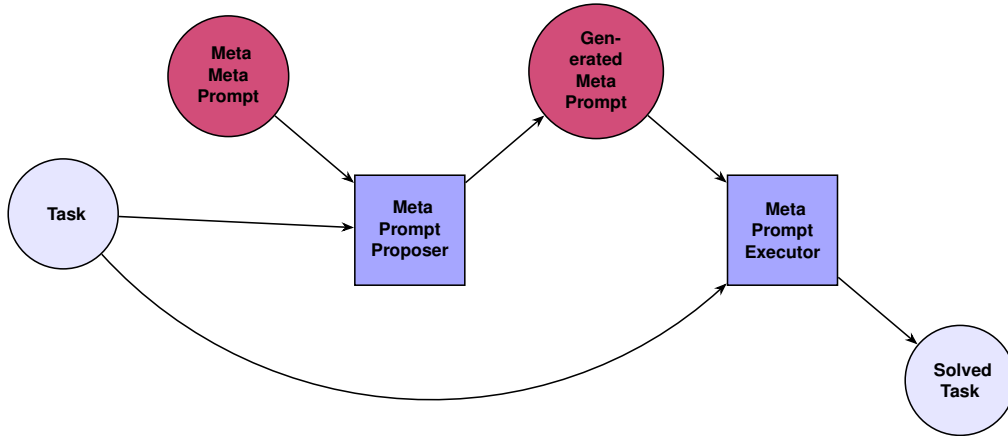 Meta
Meta
Prompt
Gen-
erated
Meta
Prompt
Task
Meta
Prompt
Proposer
Meta
Prompt
Executor
Solved
Task